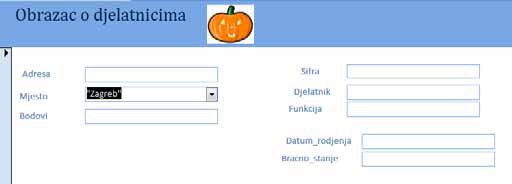 Obrazac o djelatnicima
Adresa
Mjesto "Zagreb"
Bodovi
Sifra
Djelatnik
Funkcija
Datum_rodjenja
Bracno_stanje